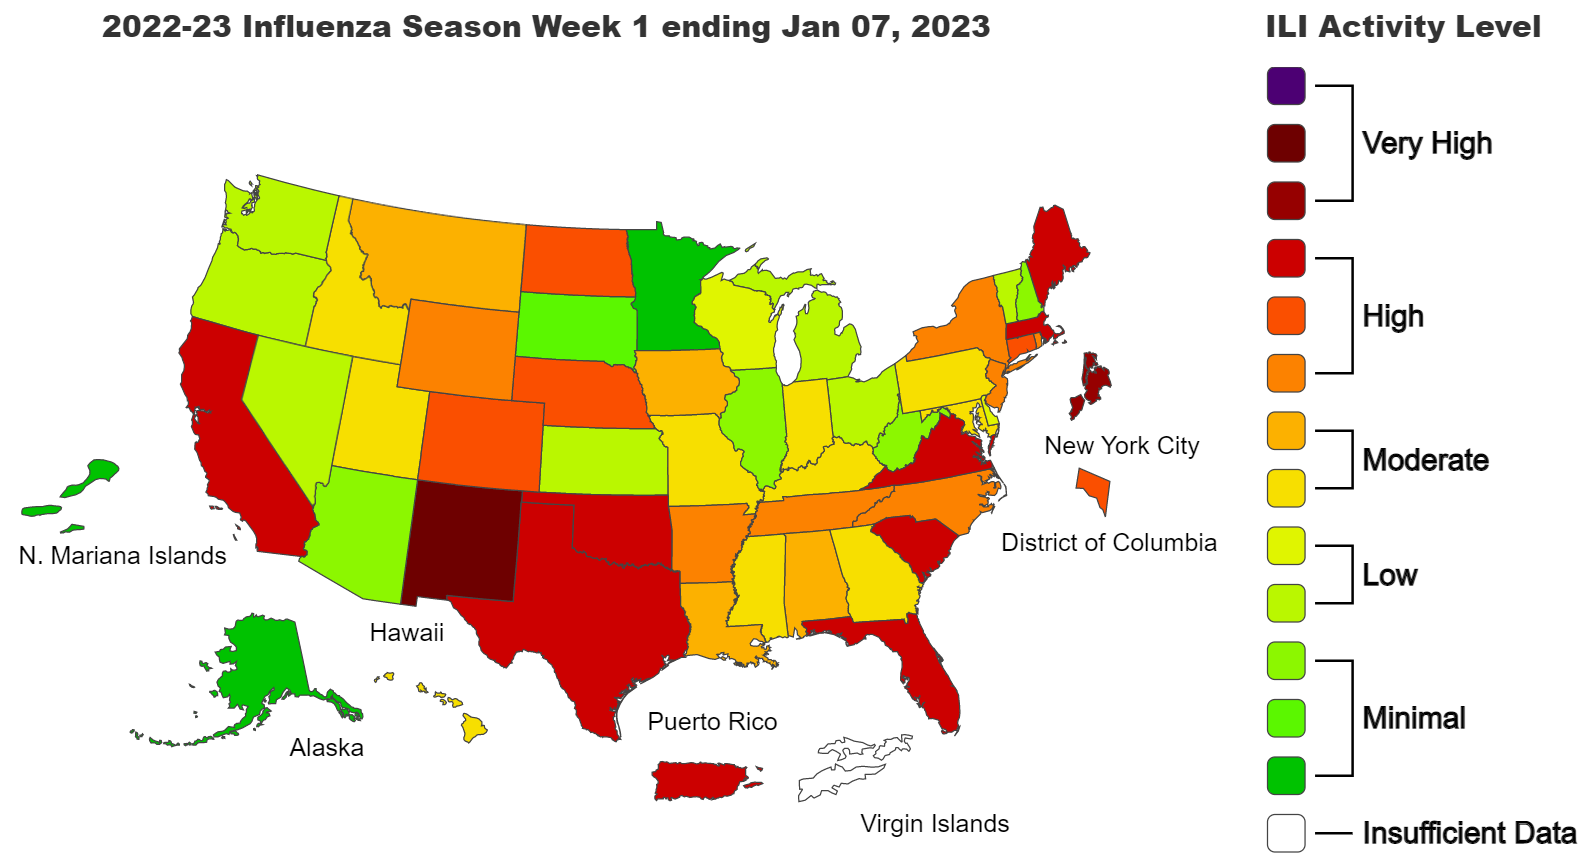 2022-23 Influenza Season Week 1 ending Jan 07, 2023
ILI Activity Level
Very High
High
Moderate
Low
Minimal
Insufficient Data
New York City
District of Columbia
N. Mariana Islands
Hawaii
Alaska
Puerto Rico
Virgin Islands